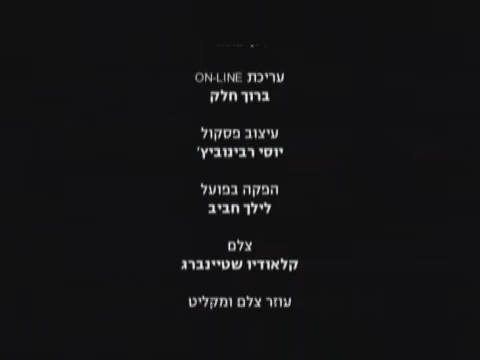 עריכת ON-LINE
ברוך חלק
עיצוב פסקול
יוסי רבינוביץ'
הפקה בפועל
לילך חביב
צלם
קלאודיו שטיינברג
עוזר צלם ומקליט